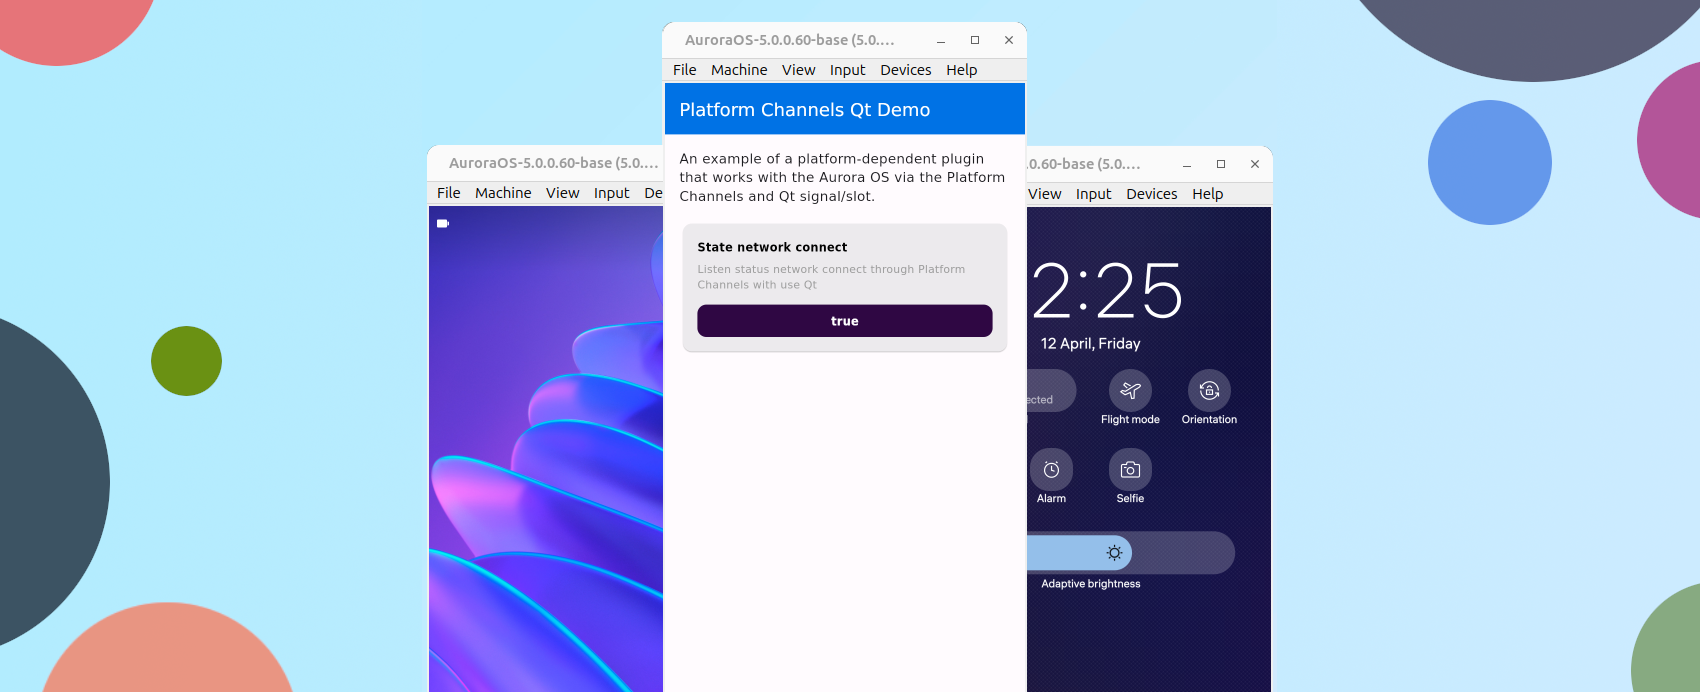 AuroraOS-5.0.0.60-base (5.0....
File Machine View Input Devices Help
Platform Channels Qt Demo
An example of a platform-dependent plugin
that works with the Aurora OS via the Platform
Channels and Qt signal/slot.
State network connect
Listen status network connect through Platform
Channels with use Qt
true
AuroraOS-5.0.0.60-base (5.0....
File Machine View Input De
.0.60-base (5.0....
View Input Devices Help
2:25
12 April, Friday
ected
Flight mode
Orientation
Alarm
Selfie
Adaptive brightness